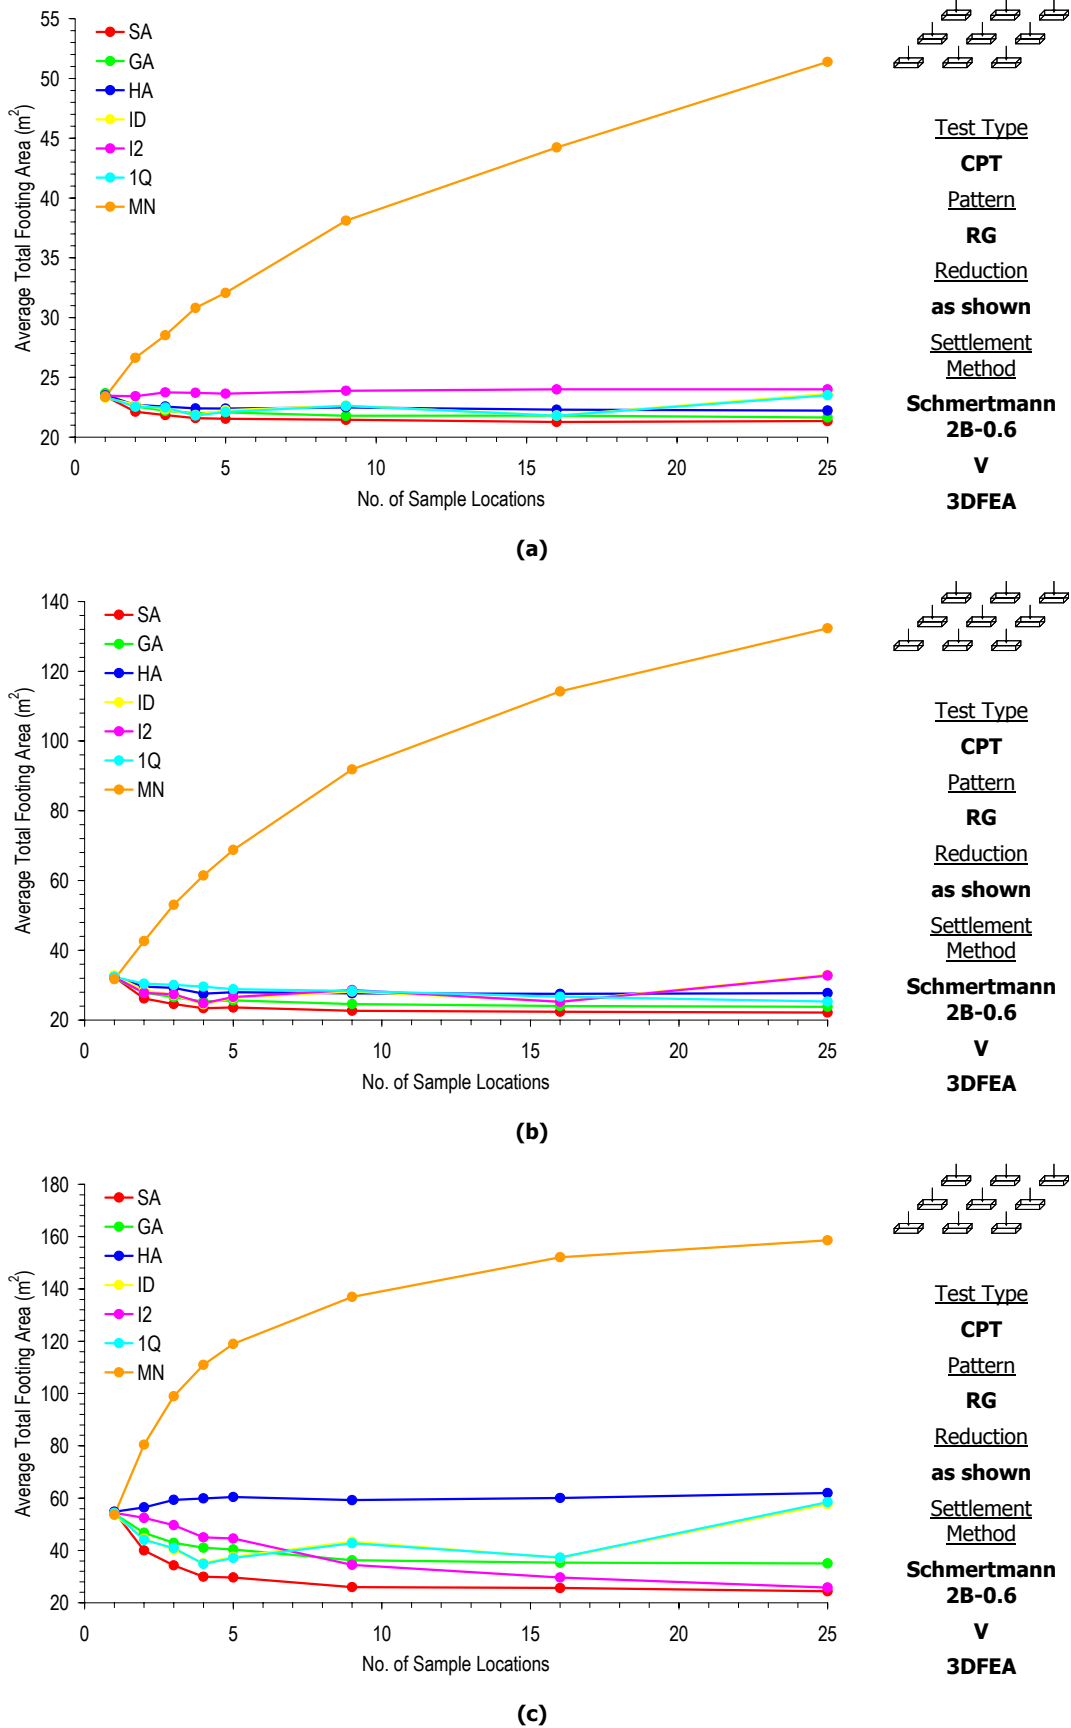 55
50
45
40
35
30
25
20
Average Total Footing Area (m²)
SA
GA
HA
ID
I2
1Q
MN
0 5 10 15 20 25
No. of Sample Locations
Test Type
CPT
Pattern
RG
Reduction
as shown
Settlement
Method
Schmertmann
2B-0.6
V
3DFEA
(a)
140
120
100
80
60
40
20
Average Total Footing Area (m²)
SA
GA
HA
ID
I2
1Q
MN
0 5 10 15 20 25
No. of Sample Locations
Test Type
CPT
Pattern
RG
Reduction
as shown
Settlement
Method
Schmertmann
2B-0.6
V
3DFEA
(b)
180
160
140
120
100
80
60
40
20
Average Total Footing Area (m²)
SA
GA
HA
ID
I2
1Q
MN
0 5 10 15 20 25
No. of Sample Locations
Test Type
CPT
Pattern
RG
Reduction
as shown
Settlement
Method
Schmertmann
2B-0.6
V
3DFEA
(c)